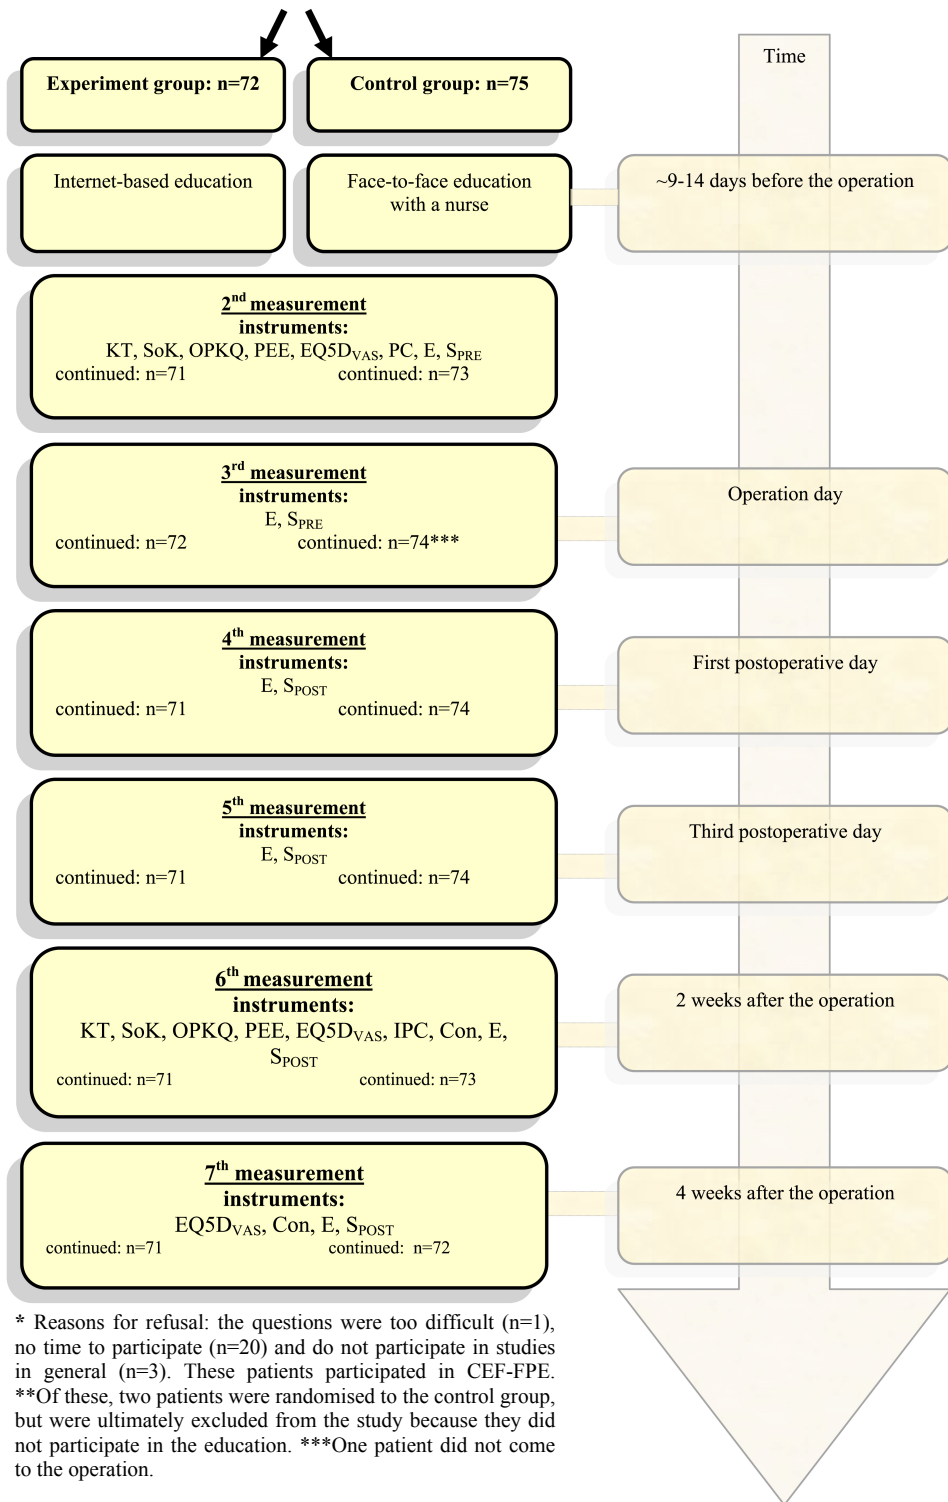 Experiment group: n=72
Control group: n=75
Time
Internet-based education
Face-to-face education
with a nurse
~9-14 days before the operation
2nd measurement
instruments:
KT, SoK, OPKQ, PEE, EQ5DVAS, PC, E, SPRE
continued: n=71 continued: n=73
3rd measurement
instruments:
E, SPRE
continued: n=72 continued: n=74***
Operation day
4th measurement
instruments:
E, SPOST
continued: n=71 continued: n=74
First postoperative day
5th measurement
instruments:
E, SPOST
continued: n=71 continued: n=74
Third postoperative day
6th measurement
instruments:
KT, SoK, OPKQ, PEE, EQ5DVAS, IPC, Con, E,
SPOST
continued: n=71 continued: n=73
2 weeks after the operation
7th measurement
instruments:
EQ5DVAS, Con, E, SPOST
continued: n=71 continued: n=72
4 weeks after the operation
* Reasons for refusal: the questions were too difficult (n=1),
no time to participate (n=20) and do not participate in studies
in general (n=3). These patients participated in CEF-FPE.
**Of these, two patients were randomised to the control group,
but were ultimately excluded from the study because they did
not participate in the education. ***One patient did not come
to the operation.